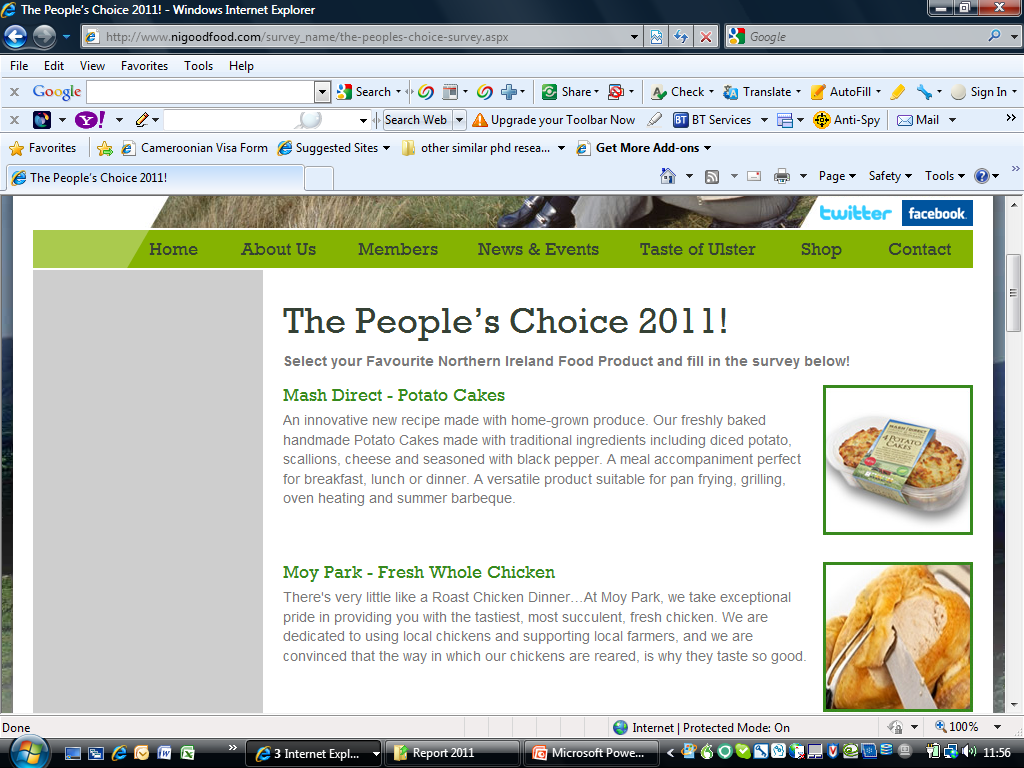 The People's Choice 2011! - Windows Internet Explorer
http://www.nigoodfood.com/survey_name/the-peoples-choice-survey.aspx
Google
File Edit View Favorites Tools Help
x Google Search Share Check Translate AutoFill Sign In
x Y! Search Web Upgrade your Toolbar Now BT BT Services Anti-Spy Mail »
Favorites Cameroonian Visa Form Suggested Sites other similar phd resea... Get More Add-ons
The People's Choice 2011!
Page Safety Tools »
twitter facebook
Home About Us Members News & Events Taste of Ulster Shop Contact
The People's Choice 2011!
Select your Favourite Northern Ireland Food Product and fill in the survey below!
Mash Direct - Potato Cakes
An innovative new recipe made with home-grown produce. Our freshly baked
handmade Potato Cakes made with traditional ingredients including diced potato,
scallions, cheese and seasoned with black pepper. A meal accompaniment perfect
for breakfast, lunch or dinner. A versatile product suitable for pan frying, grilling,
oven heating and summer barbeque.
MASH DIRECT
4 POTATO
CAKES
Moy Park - Fresh Whole Chicken
There's very little like a Roast Chicken Dinner…At Moy Park, we take exceptional
pride in providing you with the tastiest, most succulent, fresh chicken. We are
dedicated to using local chickens and supporting local farmers, and we are
convinced that the way in which our chickens are reared, is why they taste so good.
Done
Internet | Protected Mode: On
100%
» 3 Internet Expl... Report 2011 Microsoft Powe... 11:56